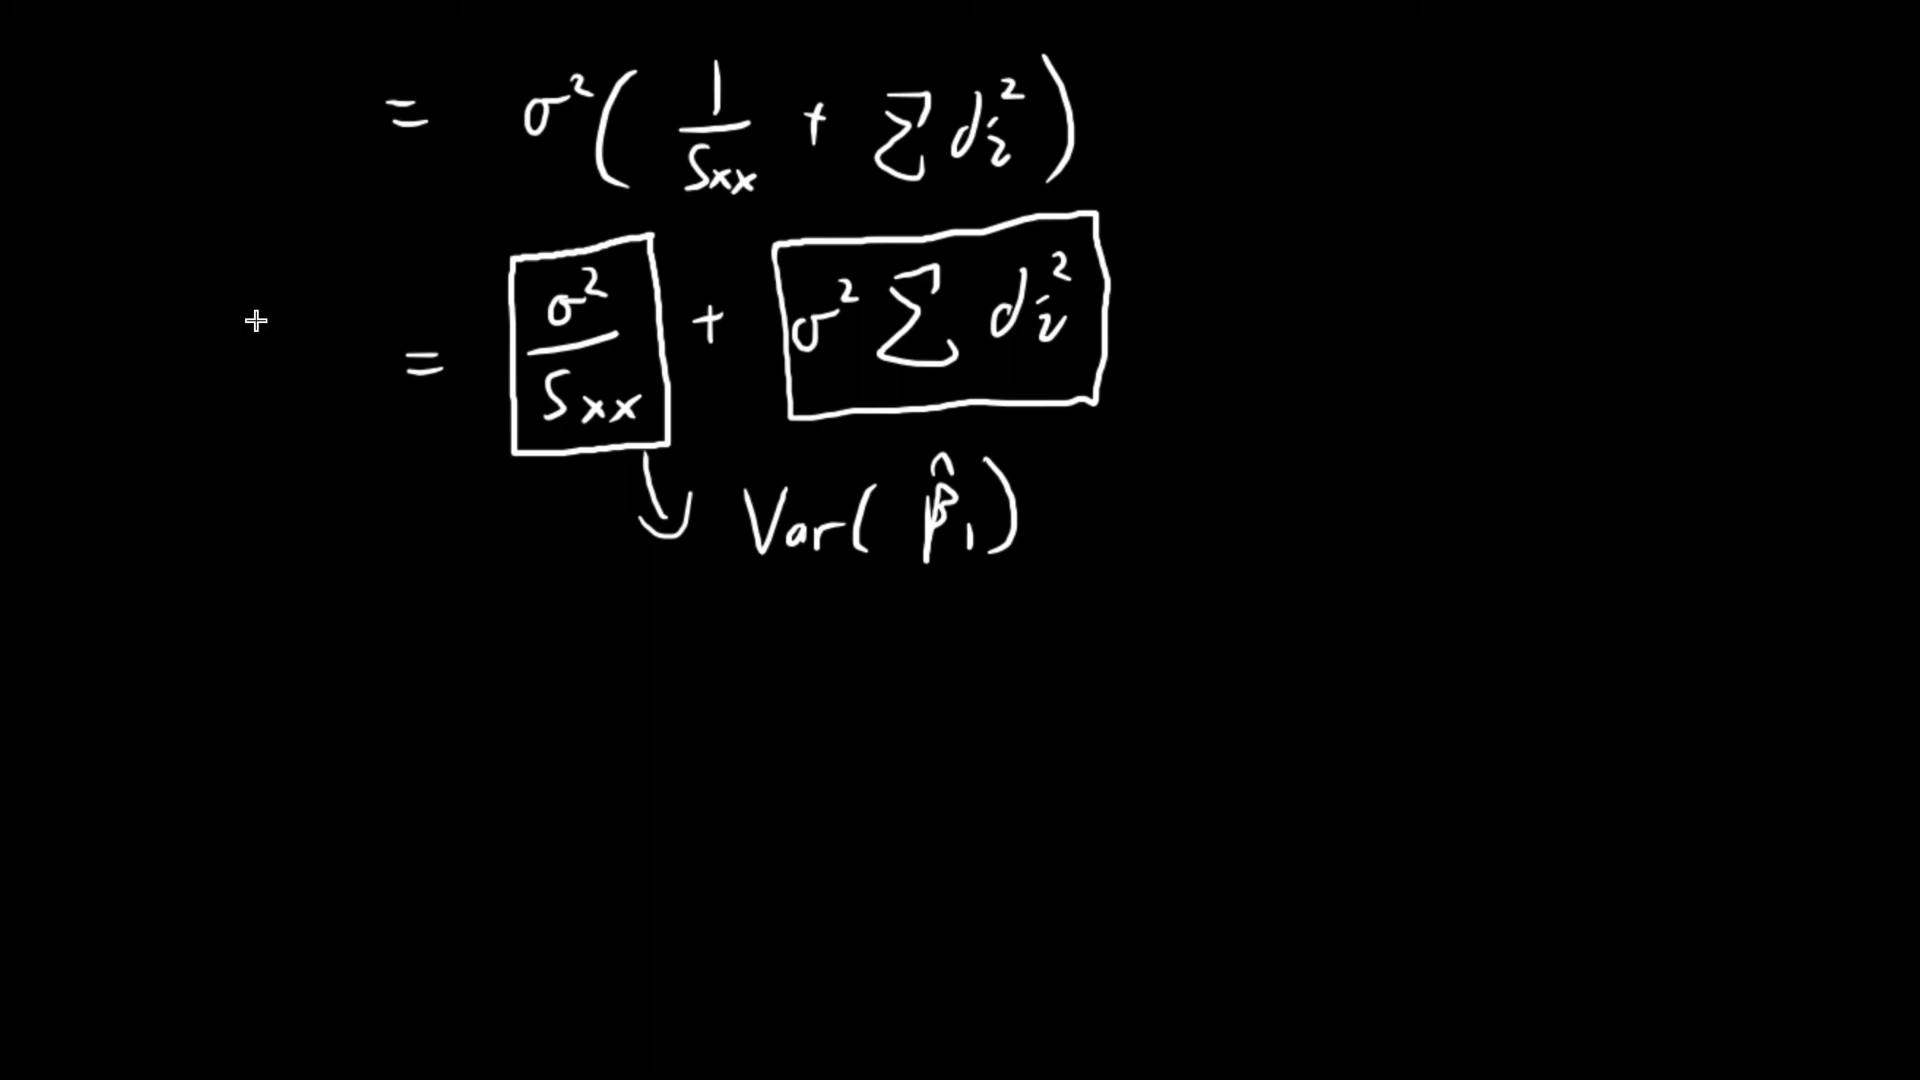 = σ²( 1/Sxx + Σ dᵢ² )
= σ²/Sxx + σ² Σ dᵢ²
Var( β̂₁ )